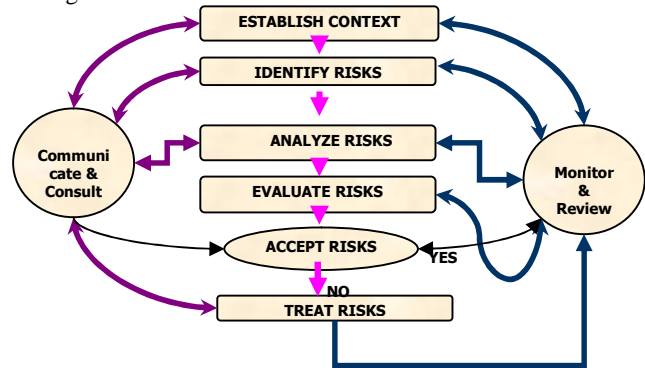 ESTABLISH CONTEXT
IDENTIFY RISKS
ANALYZE RISKS
Communi
cate &
Consult
Monitor
&
Review
EVALUATE RISKS
ACCEPT RISKS
YES
NO
TREAT RISKS